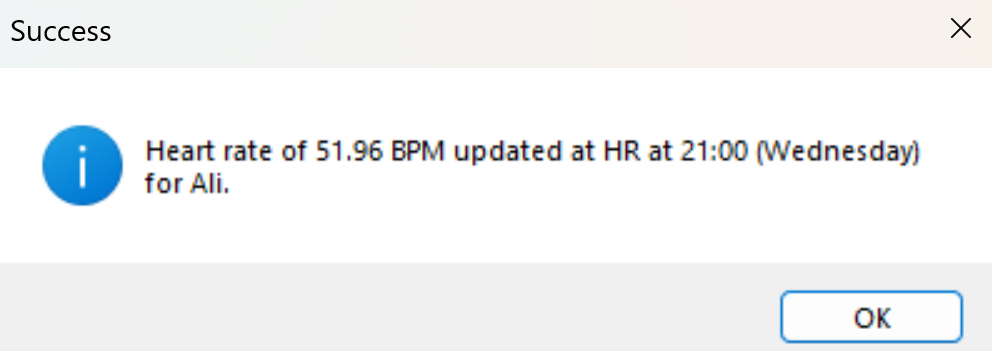 Success
Heart rate of 51.96 BPM updated at HR at 21:00 (Wednesday)
for Ali.
OK